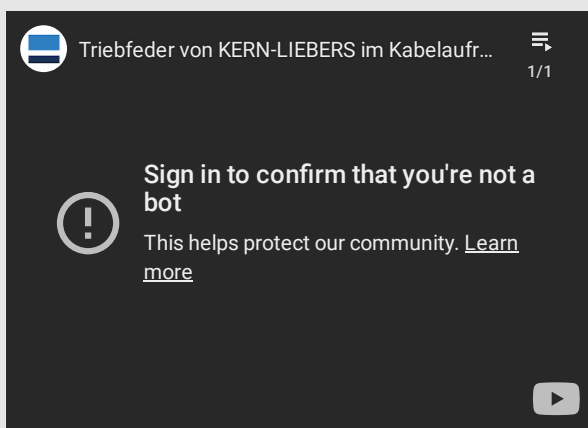 Triebfeder von KERN-LIEBERS im Kabelaufr...
1/1
Sign in to confirm that you're not a
bot
This helps protect our community. Learn
more